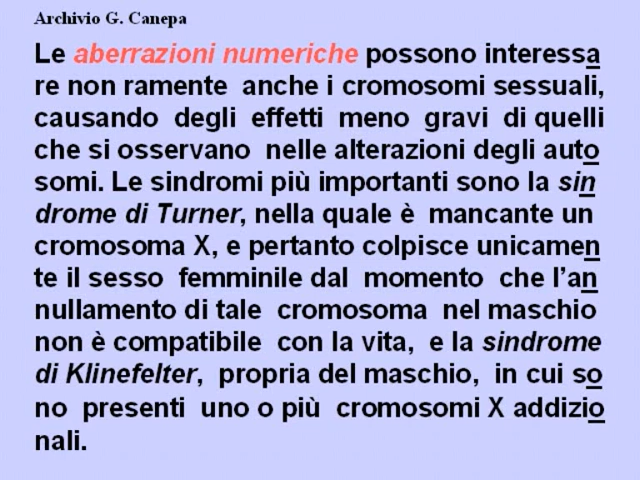 Archivio G. Canepa
Le aberrazioni numeriche possono interessa
re non ramente anche i cromosomi sessuali,
causando degli effetti meno gravi di quelli
che si osservano nelle alterazioni degli auto
somi. Le sindromi più importanti sono la sin
drome di Turner, nella quale è mancante un
cromosoma X, e pertanto colpisce unicamen
te il sesso femminile dal momento che l'an
nullamento di tale cromosoma nel maschio
non è compatibile con la vita, e la sindrome
di Klinefelter, propria del maschio, in cui so
no presenti uno o più cromosomi X addizio
nali.